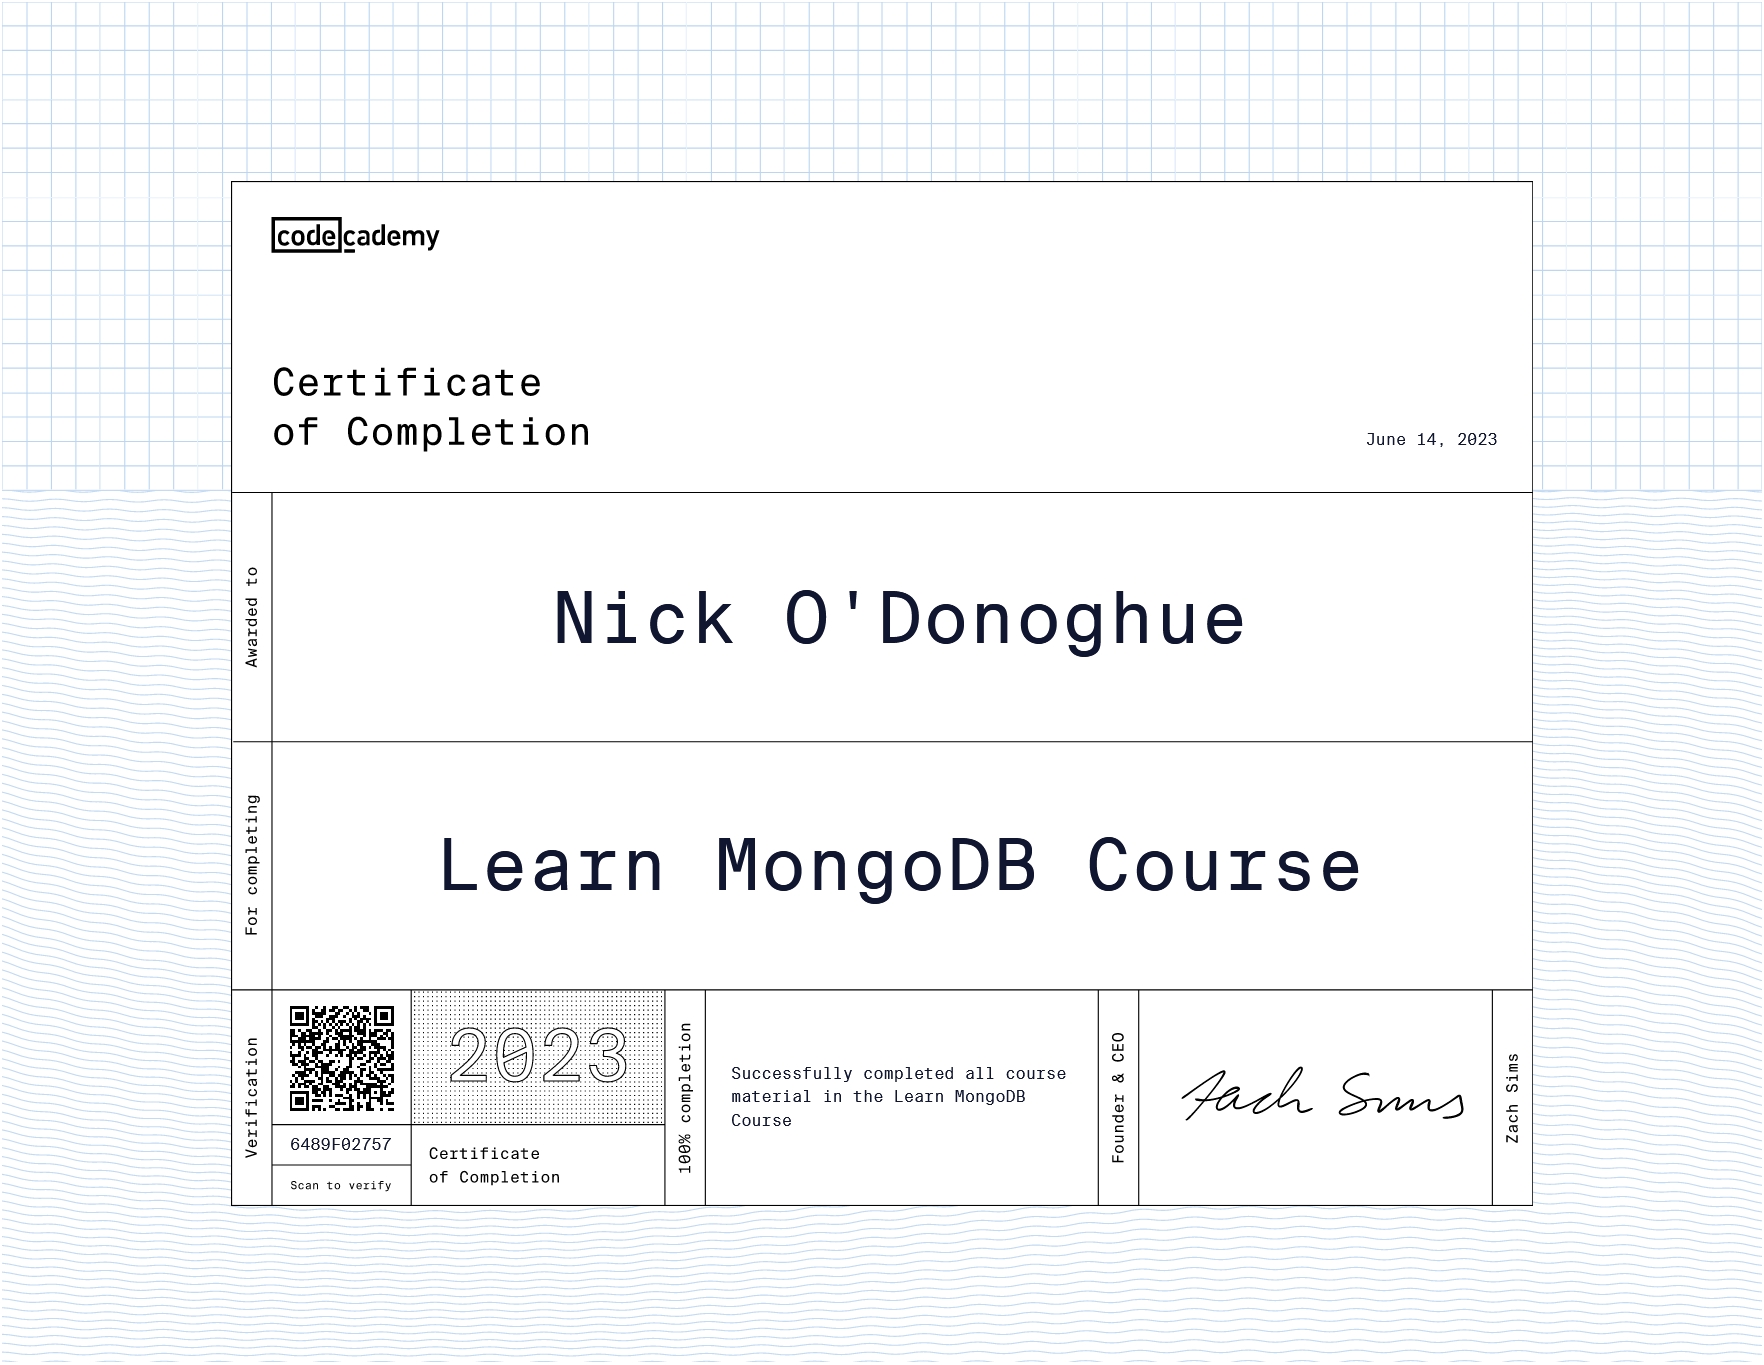 codecademy
Certificate
of Completion
June 14, 2023
Awarded to
Nick O'Donoghue
For completing
Learn MongoDB Course
Verification
6489F02757
Scan to verify
2023
Certificate
of Completion
100% completion
Successfully completed all course
material in the Learn MongoDB
Course
Founder & CEO
Zach Sims
Zach Sims